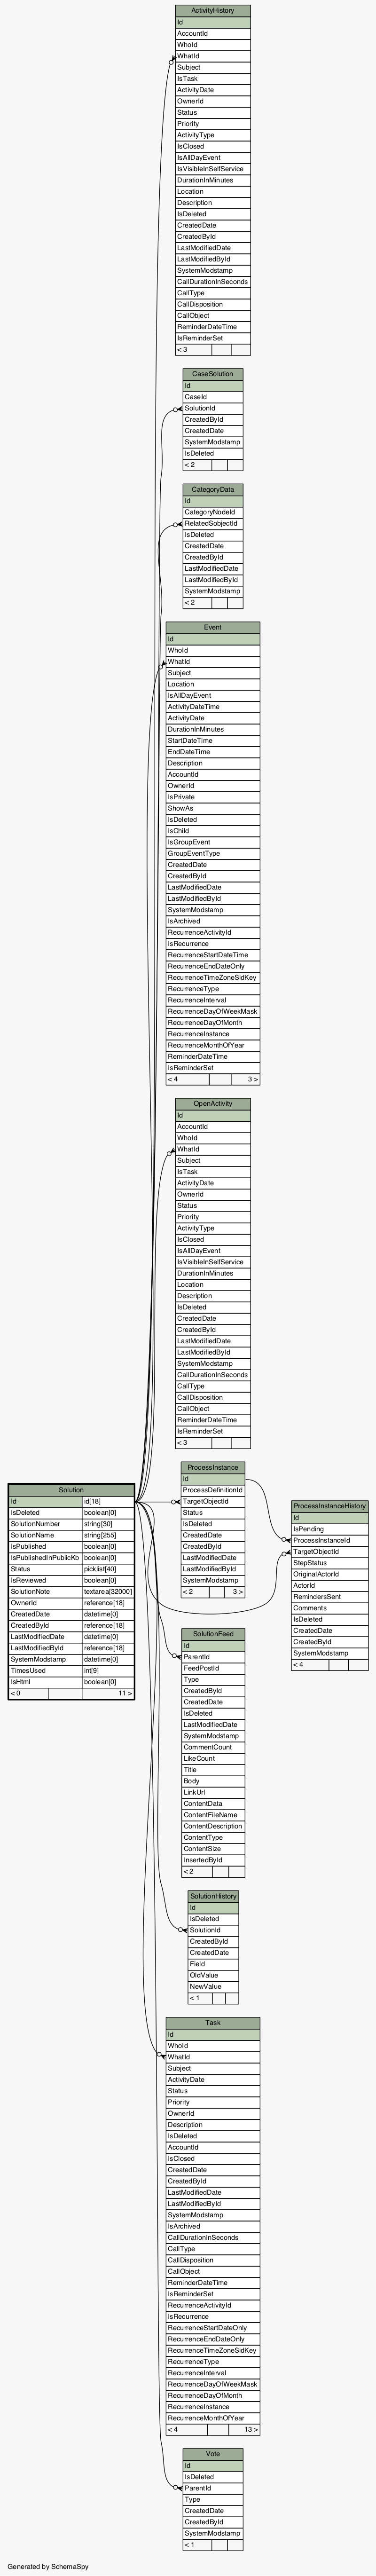 ActivityHistory
Id
AccountId
WhoId
WhatId
Subject
IsTask
ActivityDate
OwnerId
Status
Priority
ActivityType
IsClosed
IsAllDayEvent
IsVisibleInSelfService
DurationInMinutes
Location
Description
IsDeleted
CreatedDate
CreatedById
LastModifiedDate
LastModifiedById
SystemModstamp
CallDurationInSeconds
CallType
CallDisposition
CallObject
ReminderDateTime
IsReminderSet
< 3
CaseSolution
Id
CaseId
SolutionId
CreatedById
CreatedDate
SystemModstamp
IsDeleted
< 2
CategoryData
Id
CategoryNodeId
RelatedSobjectId
IsDeleted
CreatedDate
CreatedById
LastModifiedDate
LastModifiedById
SystemModstamp
< 2
Event
Id
WhoId
WhatId
Subject
Location
IsAllDayEvent
ActivityDateTime
ActivityDate
DurationInMinutes
StartDateTime
EndDateTime
Description
AccountId
OwnerId
IsPrivate
ShowAs
IsDeleted
IsChild
IsGroupEvent
GroupEventType
CreatedDate
CreatedById
LastModifiedDate
LastModifiedById
SystemModstamp
IsArchived
RecurrenceActivityId
IsRecurrence
RecurrenceStartDateTime
RecurrenceEndDateOnly
RecurrenceTimeZoneSidKey
RecurrenceType
RecurrenceInterval
RecurrenceDayOfWeekMask
RecurrenceDayOfMonth
RecurrenceInstance
RecurrenceMonthOfYear
ReminderDateTime
IsReminderSet
< 4 3 >
OpenActivity
Id
AccountId
WhoId
WhatId
Subject
IsTask
ActivityDate
OwnerId
Status
Priority
ActivityType
IsClosed
IsAllDayEvent
IsVisibleInSelfService
DurationInMinutes
Location
Description
IsDeleted
CreatedDate
CreatedById
LastModifiedDate
LastModifiedById
SystemModstamp
CallDurationInSeconds
CallType
CallDisposition
CallObject
ReminderDateTime
IsReminderSet
< 3
Solution
Id id[18]
IsDeleted boolean[0]
SolutionNumber string[30]
SolutionName string[255]
IsPublished boolean[0]
IsPublishedInPublicKb boolean[0]
Status picklist[40]
IsReviewed boolean[0]
SolutionNote textarea[32000]
OwnerId reference[18]
CreatedDate datetime[0]
CreatedById reference[18]
LastModifiedDate datetime[0]
LastModifiedById reference[18]
SystemModstamp datetime[0]
TimesUsed int[9]
IsHtml boolean[0]
< 0 11 >
ProcessInstance
Id
ProcessDefinitionId
TargetObjectId
Status
IsDeleted
CreatedDate
CreatedById
LastModifiedDate
LastModifiedById
SystemModstamp
< 2 3 >
ProcessInstanceHistory
Id
IsPending
ProcessInstanceId
TargetObjectId
StepStatus
OriginalActorId
ActorId
RemindersSent
Comments
IsDeleted
CreatedDate
CreatedById
SystemModstamp
< 4
SolutionFeed
Id
ParentId
FeedPostId
Type
CreatedById
CreatedDate
IsDeleted
LastModifiedDate
SystemModstamp
CommentCount
LikeCount
Title
Body
LinkUrl
ContentData
ContentFileName
ContentDescription
ContentType
ContentSize
InsertedById
< 2
SolutionHistory
Id
IsDeleted
SolutionId
CreatedById
CreatedDate
Field
OldValue
NewValue
< 1
Task
Id
WhoId
WhatId
Subject
ActivityDate
Status
Priority
OwnerId
Description
IsDeleted
AccountId
IsClosed
CreatedDate
CreatedById
LastModifiedDate
LastModifiedById
SystemModstamp
IsArchived
CallDurationInSeconds
CallType
CallDisposition
CallObject
ReminderDateTime
IsReminderSet
RecurrenceActivityId
IsRecurrence
RecurrenceStartDateOnly
RecurrenceEndDateOnly
RecurrenceTimeZoneSidKey
RecurrenceType
RecurrenceInterval
RecurrenceDayOfWeekMask
RecurrenceDayOfMonth
RecurrenceInstance
RecurrenceMonthOfYear
< 4 13 >
Vote
Id
IsDeleted
ParentId
Type
CreatedDate
CreatedById
SystemModstamp
< 1
Generated by SchemaSpy